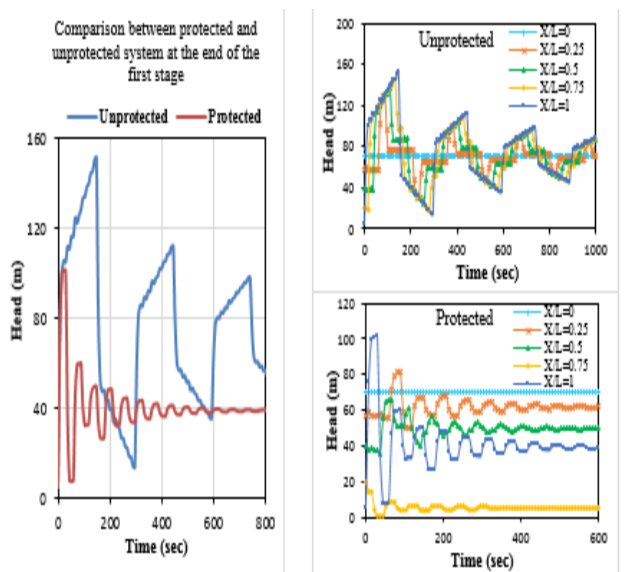 Comparison between protected and
unprotected system at the end of the
first stage
Unprotected Protected
160
120
80
40
0
Head (m)
0 200 400 600 800
Time (sec)
Unprotected
X/L=0
X/L=0.25
X/L=0.5
X/L=0.75
X/L=1
200
160
120
80
40
0
Head (m)
0 200 400 600 800 1000
Time (sec)
Protected
X/L=0
X/L=0.25
X/L=0.5
X/L=0.75
X/L=1
120
100
80
60
40
20
0
Head (m)
0 200 400 600
Time (sec)